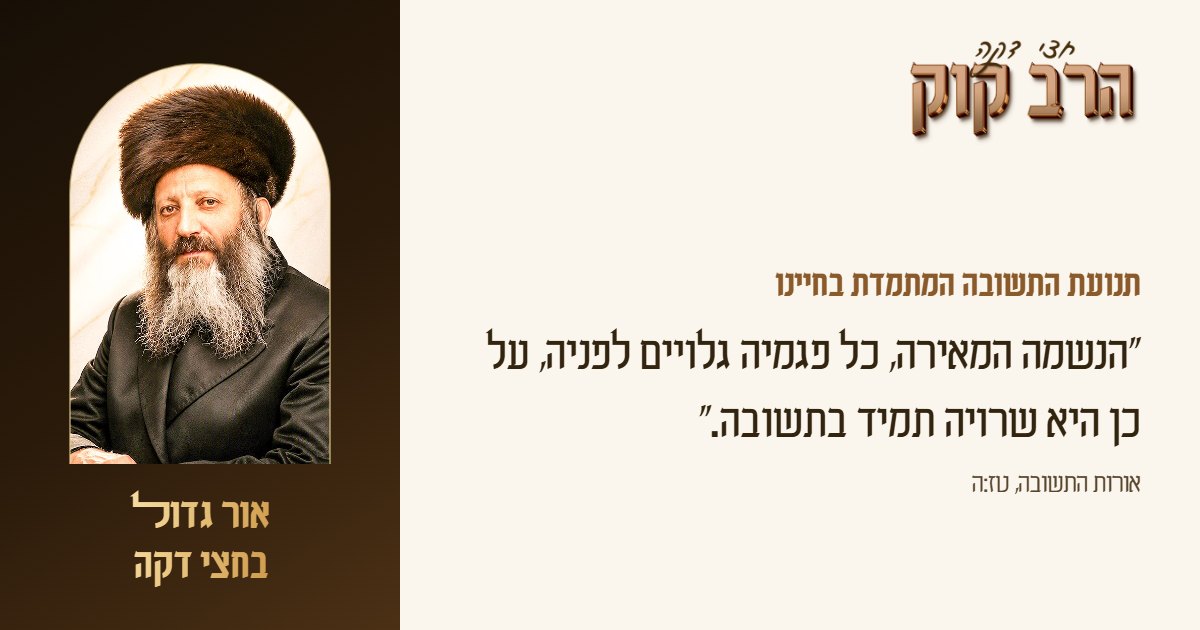 חצי דקה
הרב קוק
תנועת התשובה המתמדת בחיינו
"הנשמה המאירה, כל פגמיה גלויים לפניה, על
כן היא שרויה תמיד בתשובה."
אורות התשובה, טז:ה
אור גדול
בחצי דקה